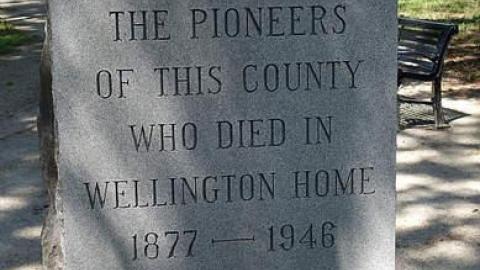 THE PIONEERS
OF THIS COUNTY
WHO DIED IN
WELLINGTON HOME
1877 — 1946